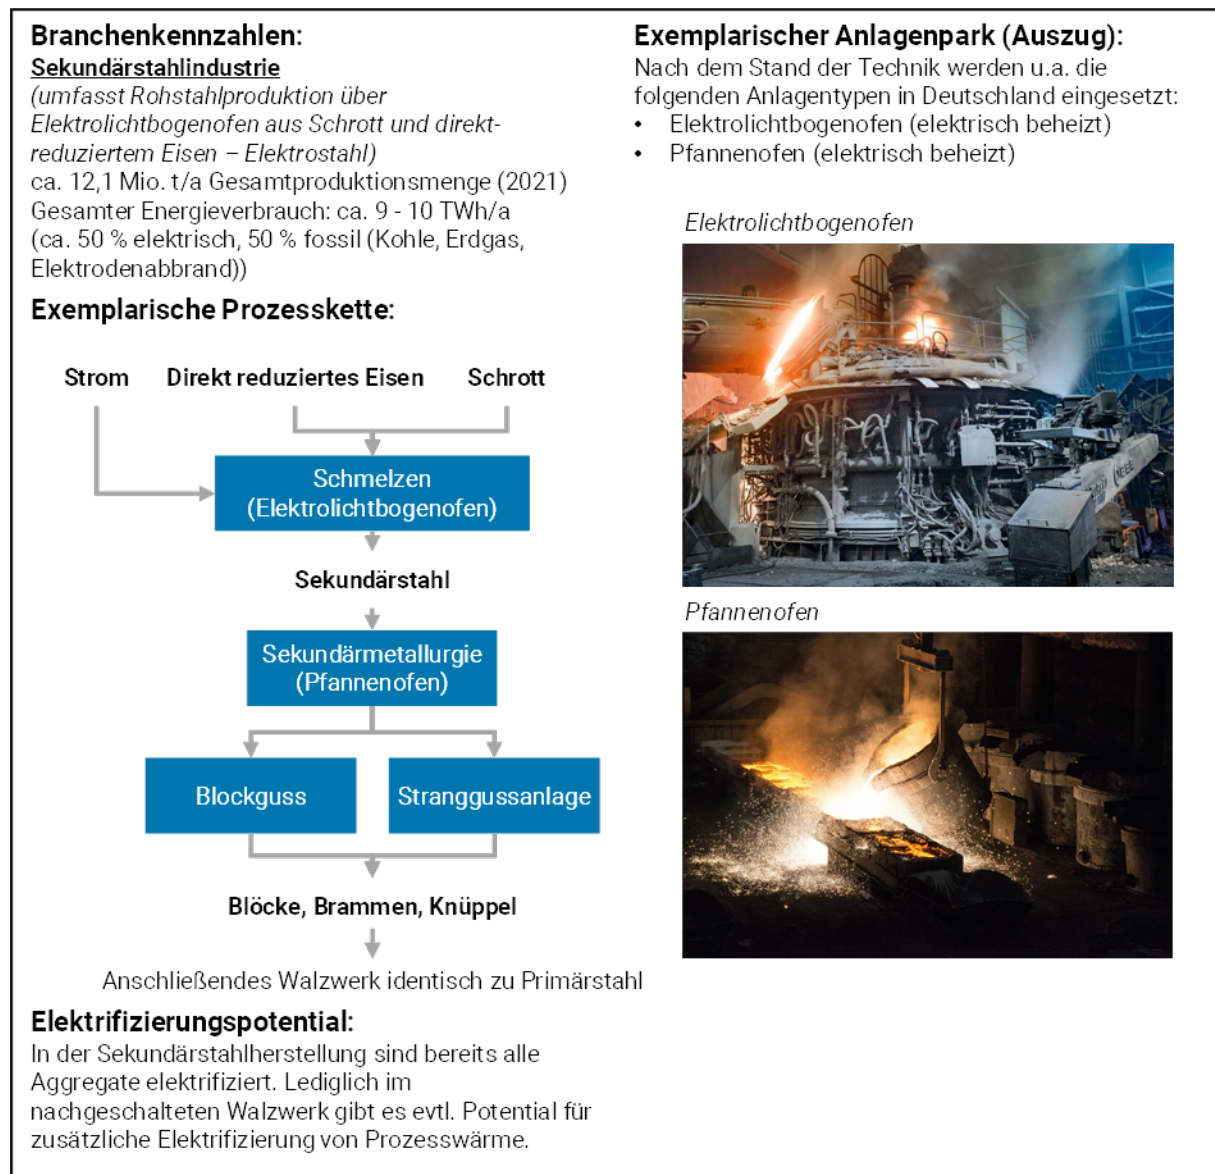 Branchenkennzahlen:
Sekundärstahlindustrie
(umfasst Rohstahlproduktion über
Elektrolichtbogenofen aus Schrott und direkt-
reduziertem Eisen – Elektrostahl)
ca. 12,1 Mio. t/a Gesamtproduktionsmenge (2021)
Gesamter Energieverbrauch: ca. 9 - 10 TWh/a
(ca. 50 % elektrisch, 50 % fossil (Kohle, Erdgas,
Elektrodenabbrand))
Exemplarische Prozesskette:
Strom
Direkt reduziertes Eisen
Schrott
Schmelzen
(Elektrolichtbogenofen)
Sekundärstahl
Sekundärmetallurgie
(Pfannenofen)
Blockguss
Stranggussanlage
Blöcke, Brammen, Knüppel
Anschließendes Walzwerk identisch zu Primärstahl
Elektrifizierungspotential:
In der Sekundärstahlherstellung sind bereits alle
Aggregate elektrifiziert. Lediglich im
nachgeschalteten Walzwerk gibt es evtl. Potential für
zusätzliche Elektrifizierung von Prozesswärme.
Exemplarischer Anlagenpark (Auszug):
Nach dem Stand der Technik werden u.a. die
folgenden Anlagentypen in Deutschland eingesetzt:
• Elektrolichtbogenofen (elektrisch beheizt)
• Pfannenofen (elektrisch beheizt)
Elektrolichtbogenofen
Pfannenofen